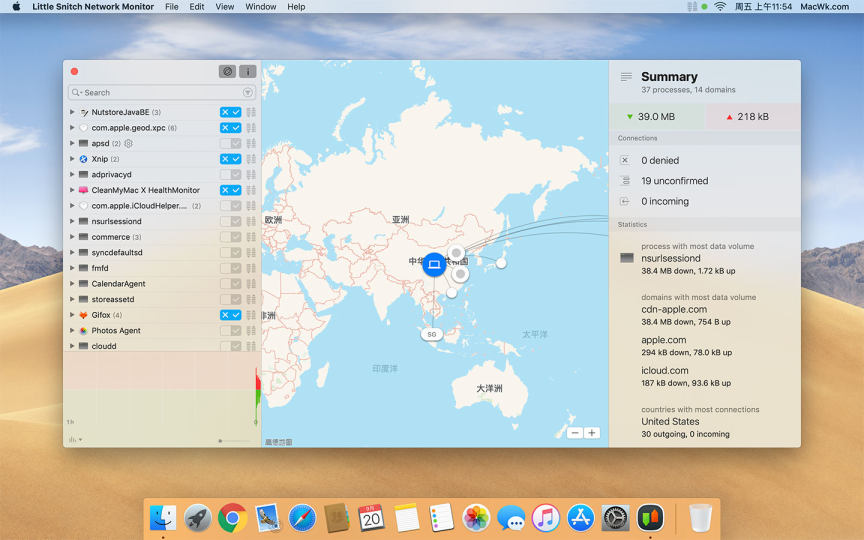 Little Snitch Network Monitor File Edit View Window Help
周五 上午11:54 MacWk.com
Search
NutstoreJavaBE (3)
com.apple.geod.xpc (6)
apsd (2)
Xnip (2)
adprivacyd
CleanMyMac X HealthMonitor
com.apple.iCloudHelper.... (2)
nsurlsessiond
commerce (3)
syncdefaultsd
fmfd
CalendarAgent
storeassetd
Gifox (4)
Photos Agent
cloudd
1h
欧洲
亚洲
中华
共和国
非洲
SG
太平洋
印度洋
大洋洲
高德地图
Summary
37 processes, 14 domains
39.0 MB
218 kB
Connections
0 denied
19 unconfirmed
0 incoming
Statistics
process with most data volume
nsurlsessiond
38.4 MB down, 1.72 kB up
domains with most data volume
cdn-apple.com
38.4 MB down, 754 B up
apple.com
294 kB down, 78.0 kB up
icloud.com
187 kB down, 93.6 kB up
countries with most connections
United States
30 outgoing, 0 incoming
20